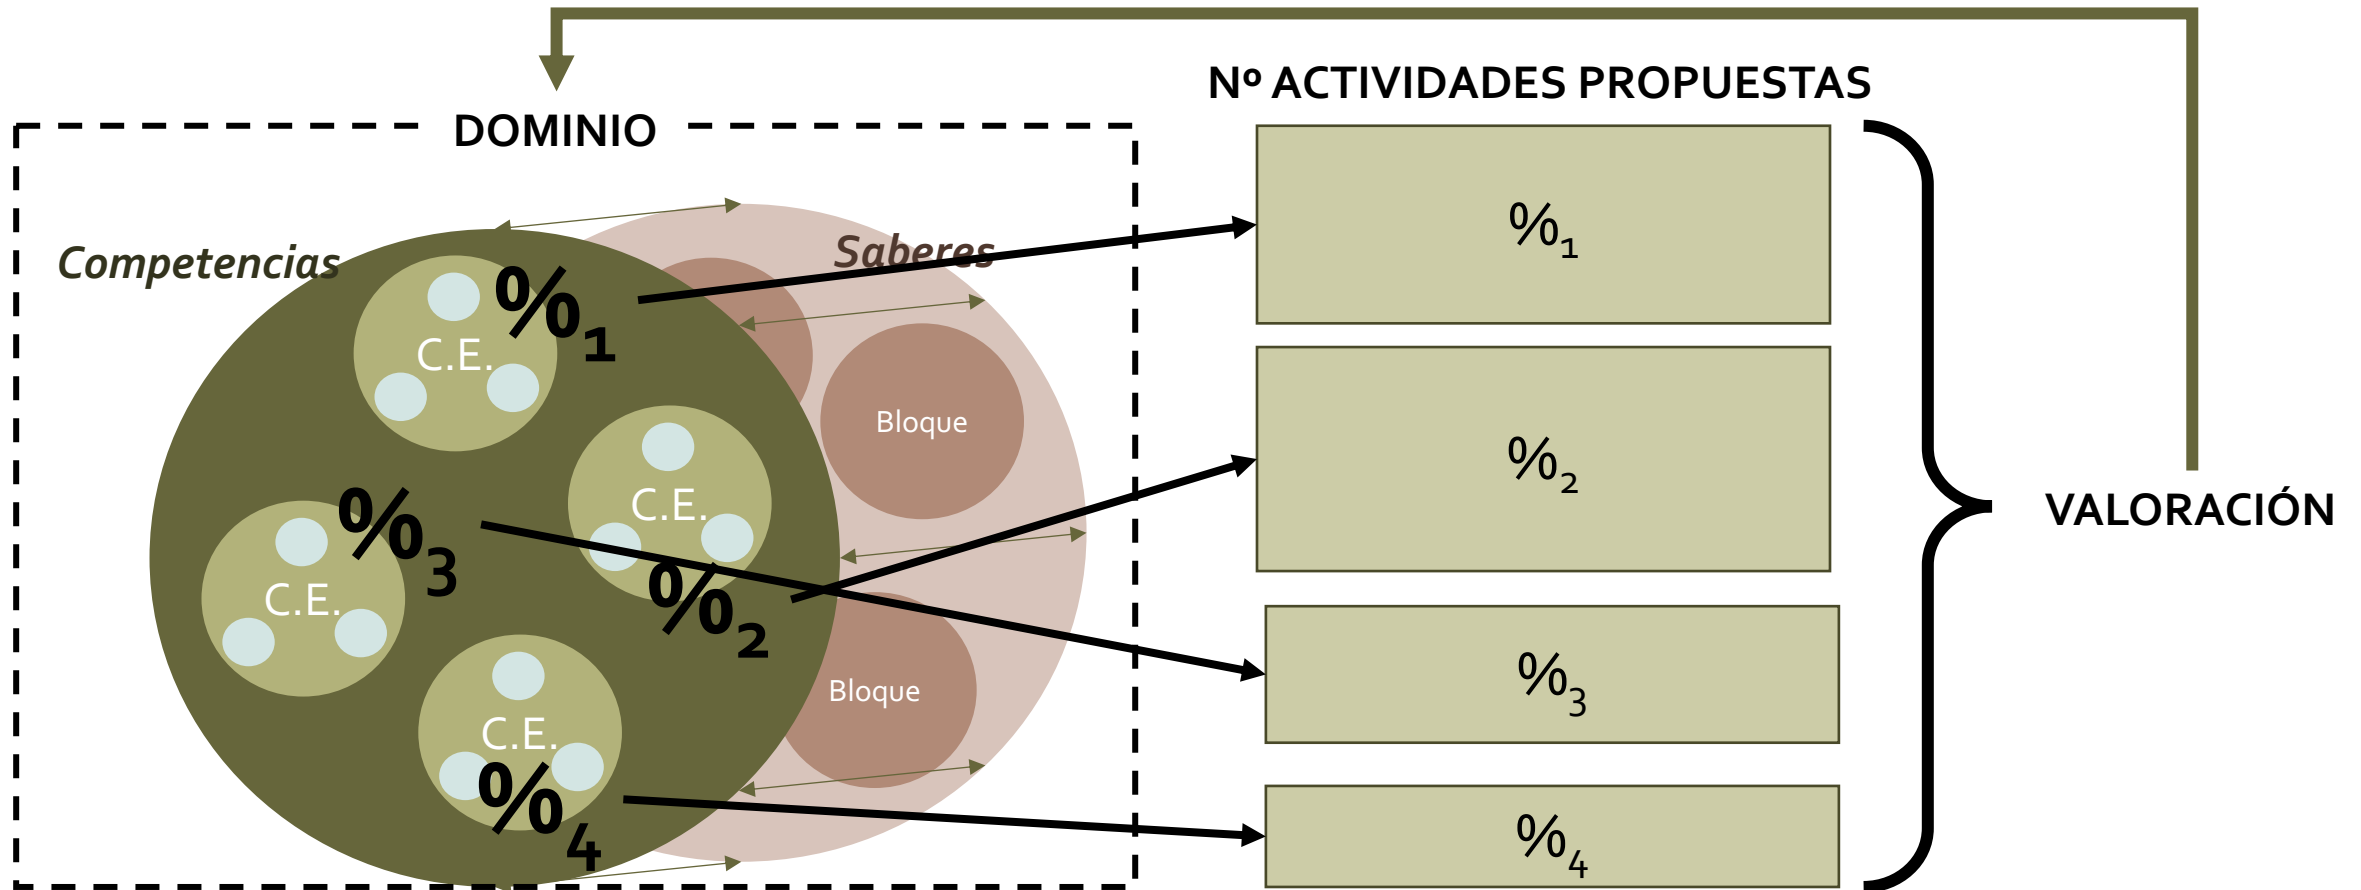 Nº ACTIVIDADES PROPUESTAS
DOMINIO
Competencias
Saberes
%1
C.E.
Bloque
C.E.
%2
%3
C.E.
Bloque
C.E.
%4
%1
%2
%3
%4
VALORACIÓN